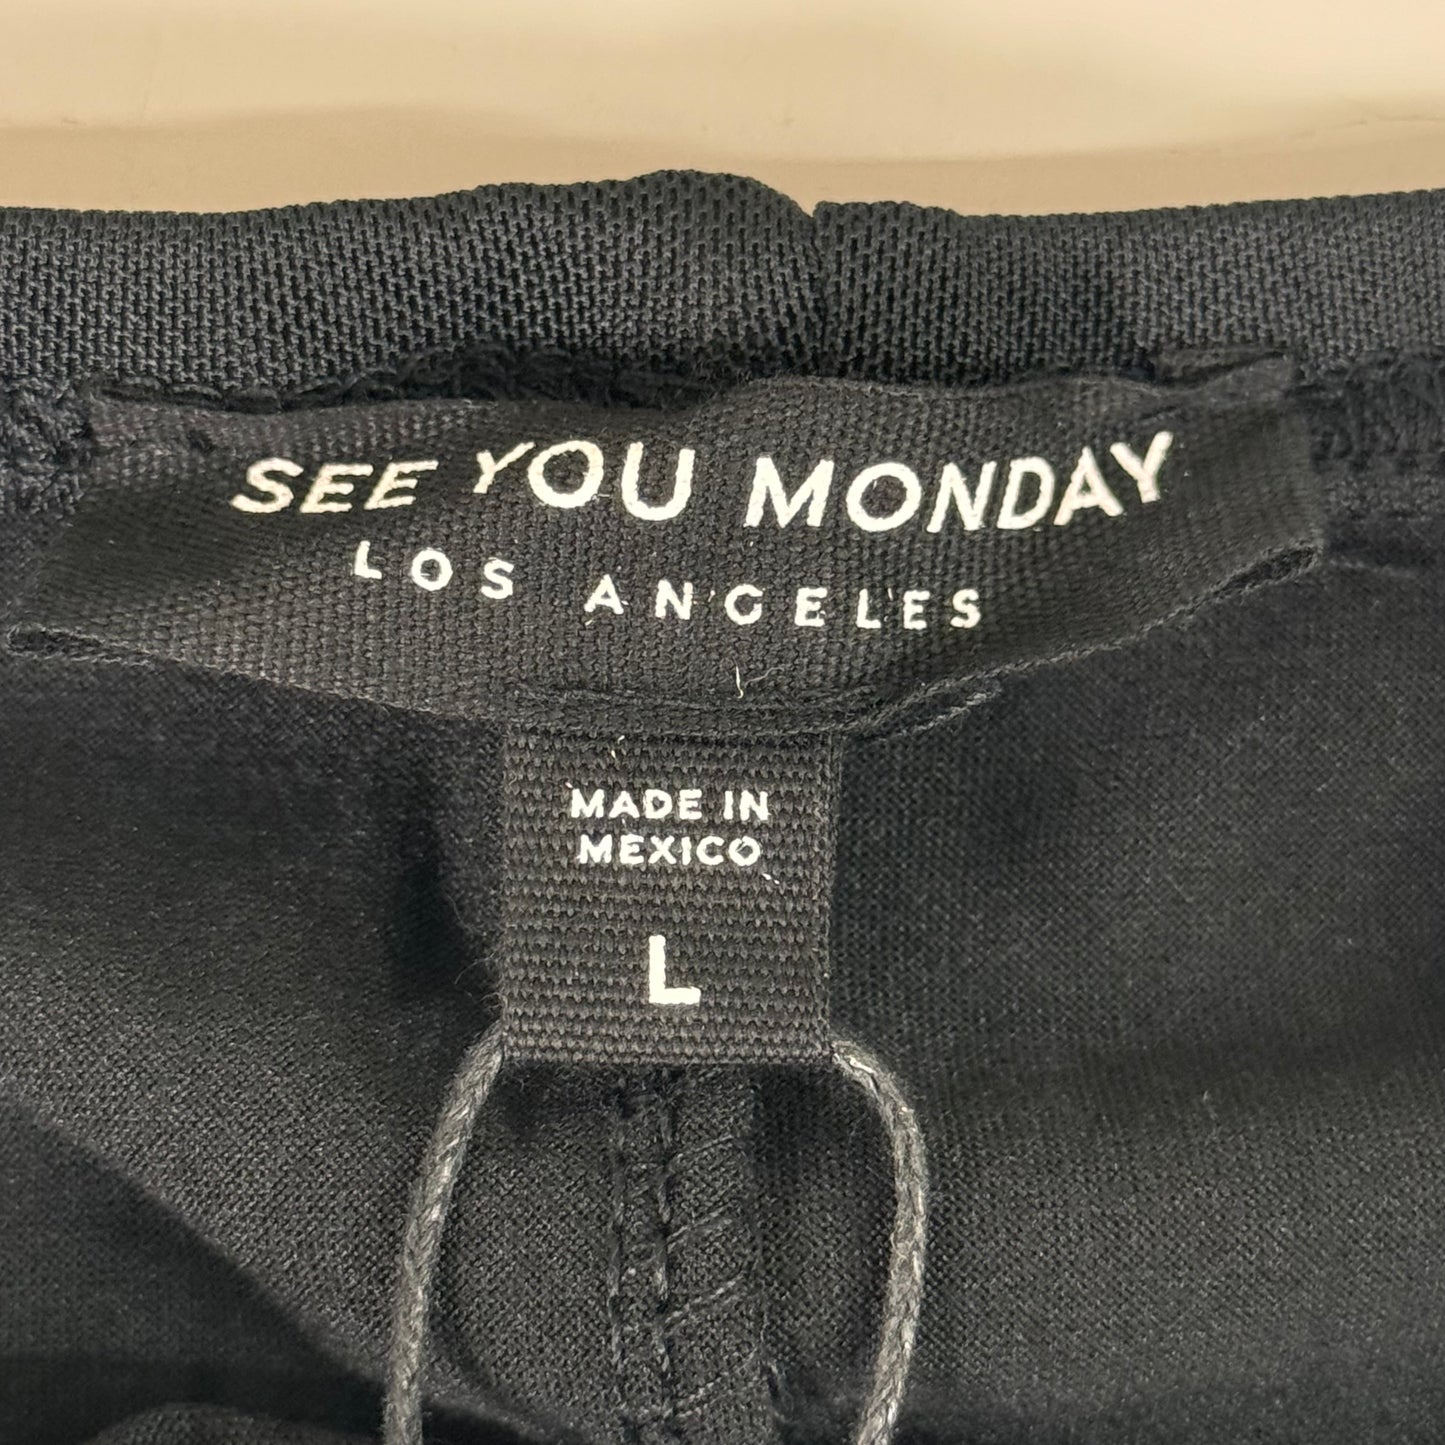 SEE YOU MONDAY
LOS ANGELES
MADE IN
MEXICO
L